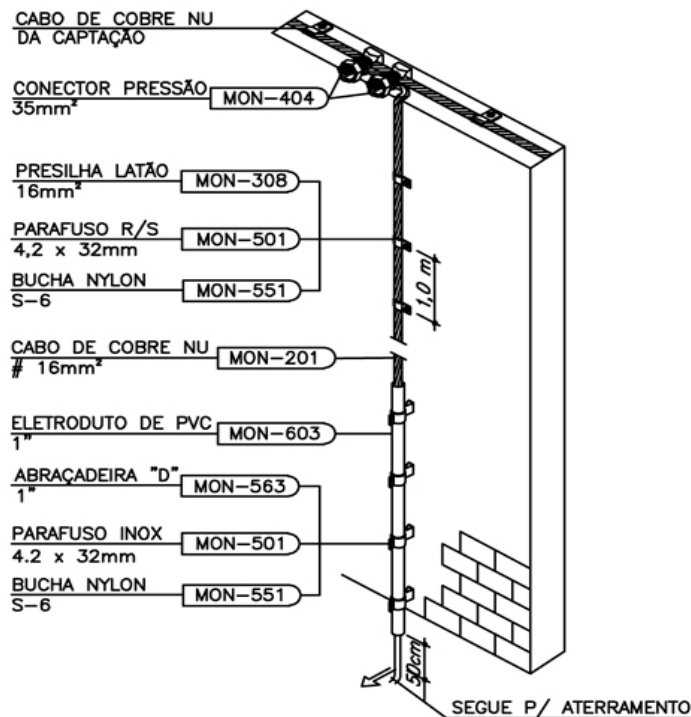 CABO DE COBRE NU
DA CAPTAÇÃO
CONECTOR PRESSÃO
35mm²
MON-404
PRESILHA LATÃO
16mm²
MON-308
PARAFUSO R/S
4,2 x 32mm
MON-501
BUCHA NYLON
S-6
MON-551
1,0 m
CABO DE COBRE NU
# 16mm²
MON-201
ELETRODUTO DE PVC
1"
MON-603
ABRAÇADEIRA "D"
1"
MON-563
PARAFUSO INOX
4.2 x 32mm
MON-501
BUCHA NYLON
S-6
MON-551
50cm
SEGUE P/ ATERRAMENTO